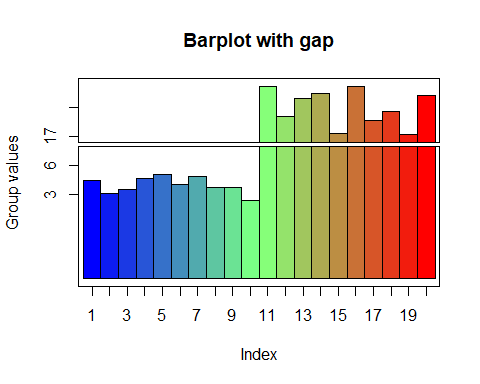 Barplot with gap
Group values
17
6
3
1 3 5 7 9 11 13 15 17 19
Index